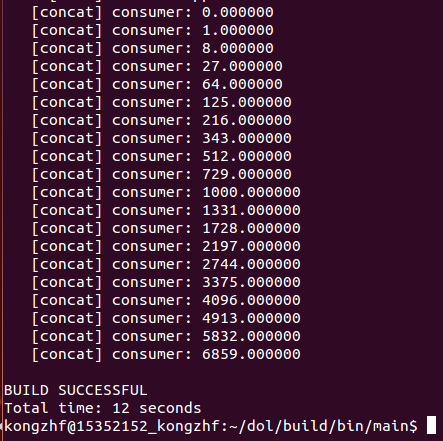 [concat] consumer: 0.000000
[concat] consumer: 1.000000
[concat] consumer: 8.000000
[concat] consumer: 27.000000
[concat] consumer: 64.000000
[concat] consumer: 125.000000
[concat] consumer: 216.000000
[concat] consumer: 343.000000
[concat] consumer: 512.000000
[concat] consumer: 729.000000
[concat] consumer: 1000.000000
[concat] consumer: 1331.000000
[concat] consumer: 1728.000000
[concat] consumer: 2197.000000
[concat] consumer: 2744.000000
[concat] consumer: 3375.000000
[concat] consumer: 4096.000000
[concat] consumer: 4913.000000
[concat] consumer: 5832.000000
[concat] consumer: 6859.000000
BUILD SUCCESSFUL
Total time: 12 seconds
kongzhf@15352152_kongzhf:~/dol/build/bin/main$